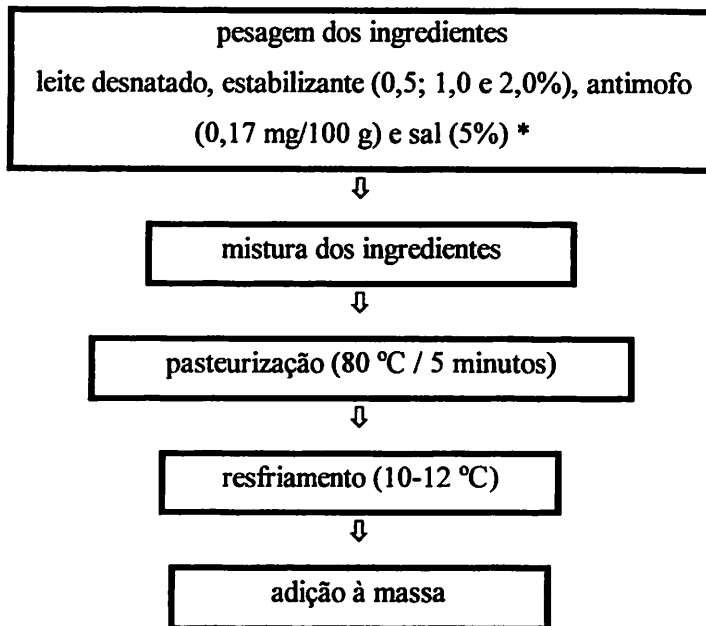 pesagem dos ingredientes
leite desnatado, estabilizante (0,5; 1,0 e 2,0%), antimofo
(0,17 mg/100 g) e sal (5%) *
mistura dos ingredientes
pasteurização (80 ºC / 5 minutos)
resfriamento (10-12 ºC)
adição à massa